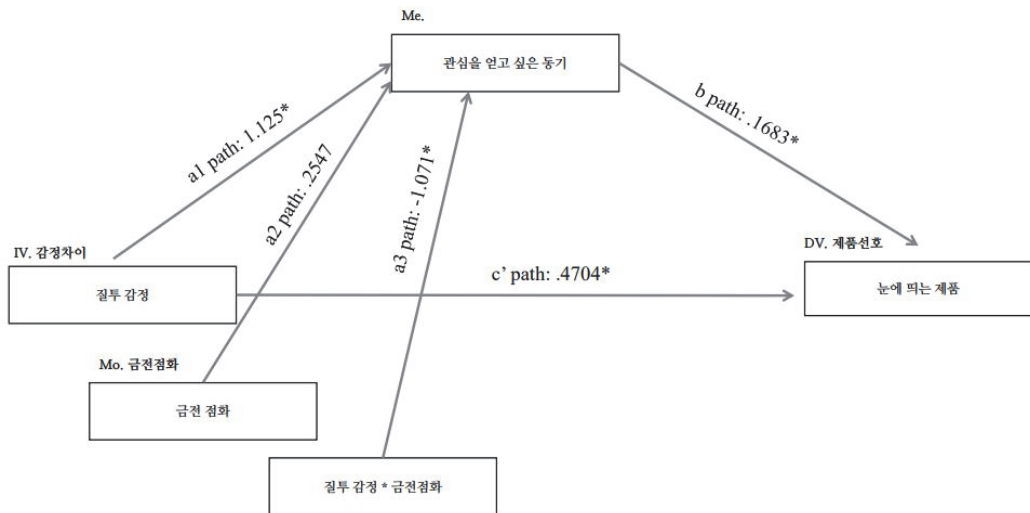 Me.
관심을 얻고 싶은 동기
a1 path: 1.125*
a2 path: .2547
a3 path: -1.071*
b path: .1683*
IV. 감정차이
질투 감정
c' path: .4704*
DV. 제품선호
눈에 띄는 제품
Mo. 금전점화
금전 점화
질투 감정 * 금전점화